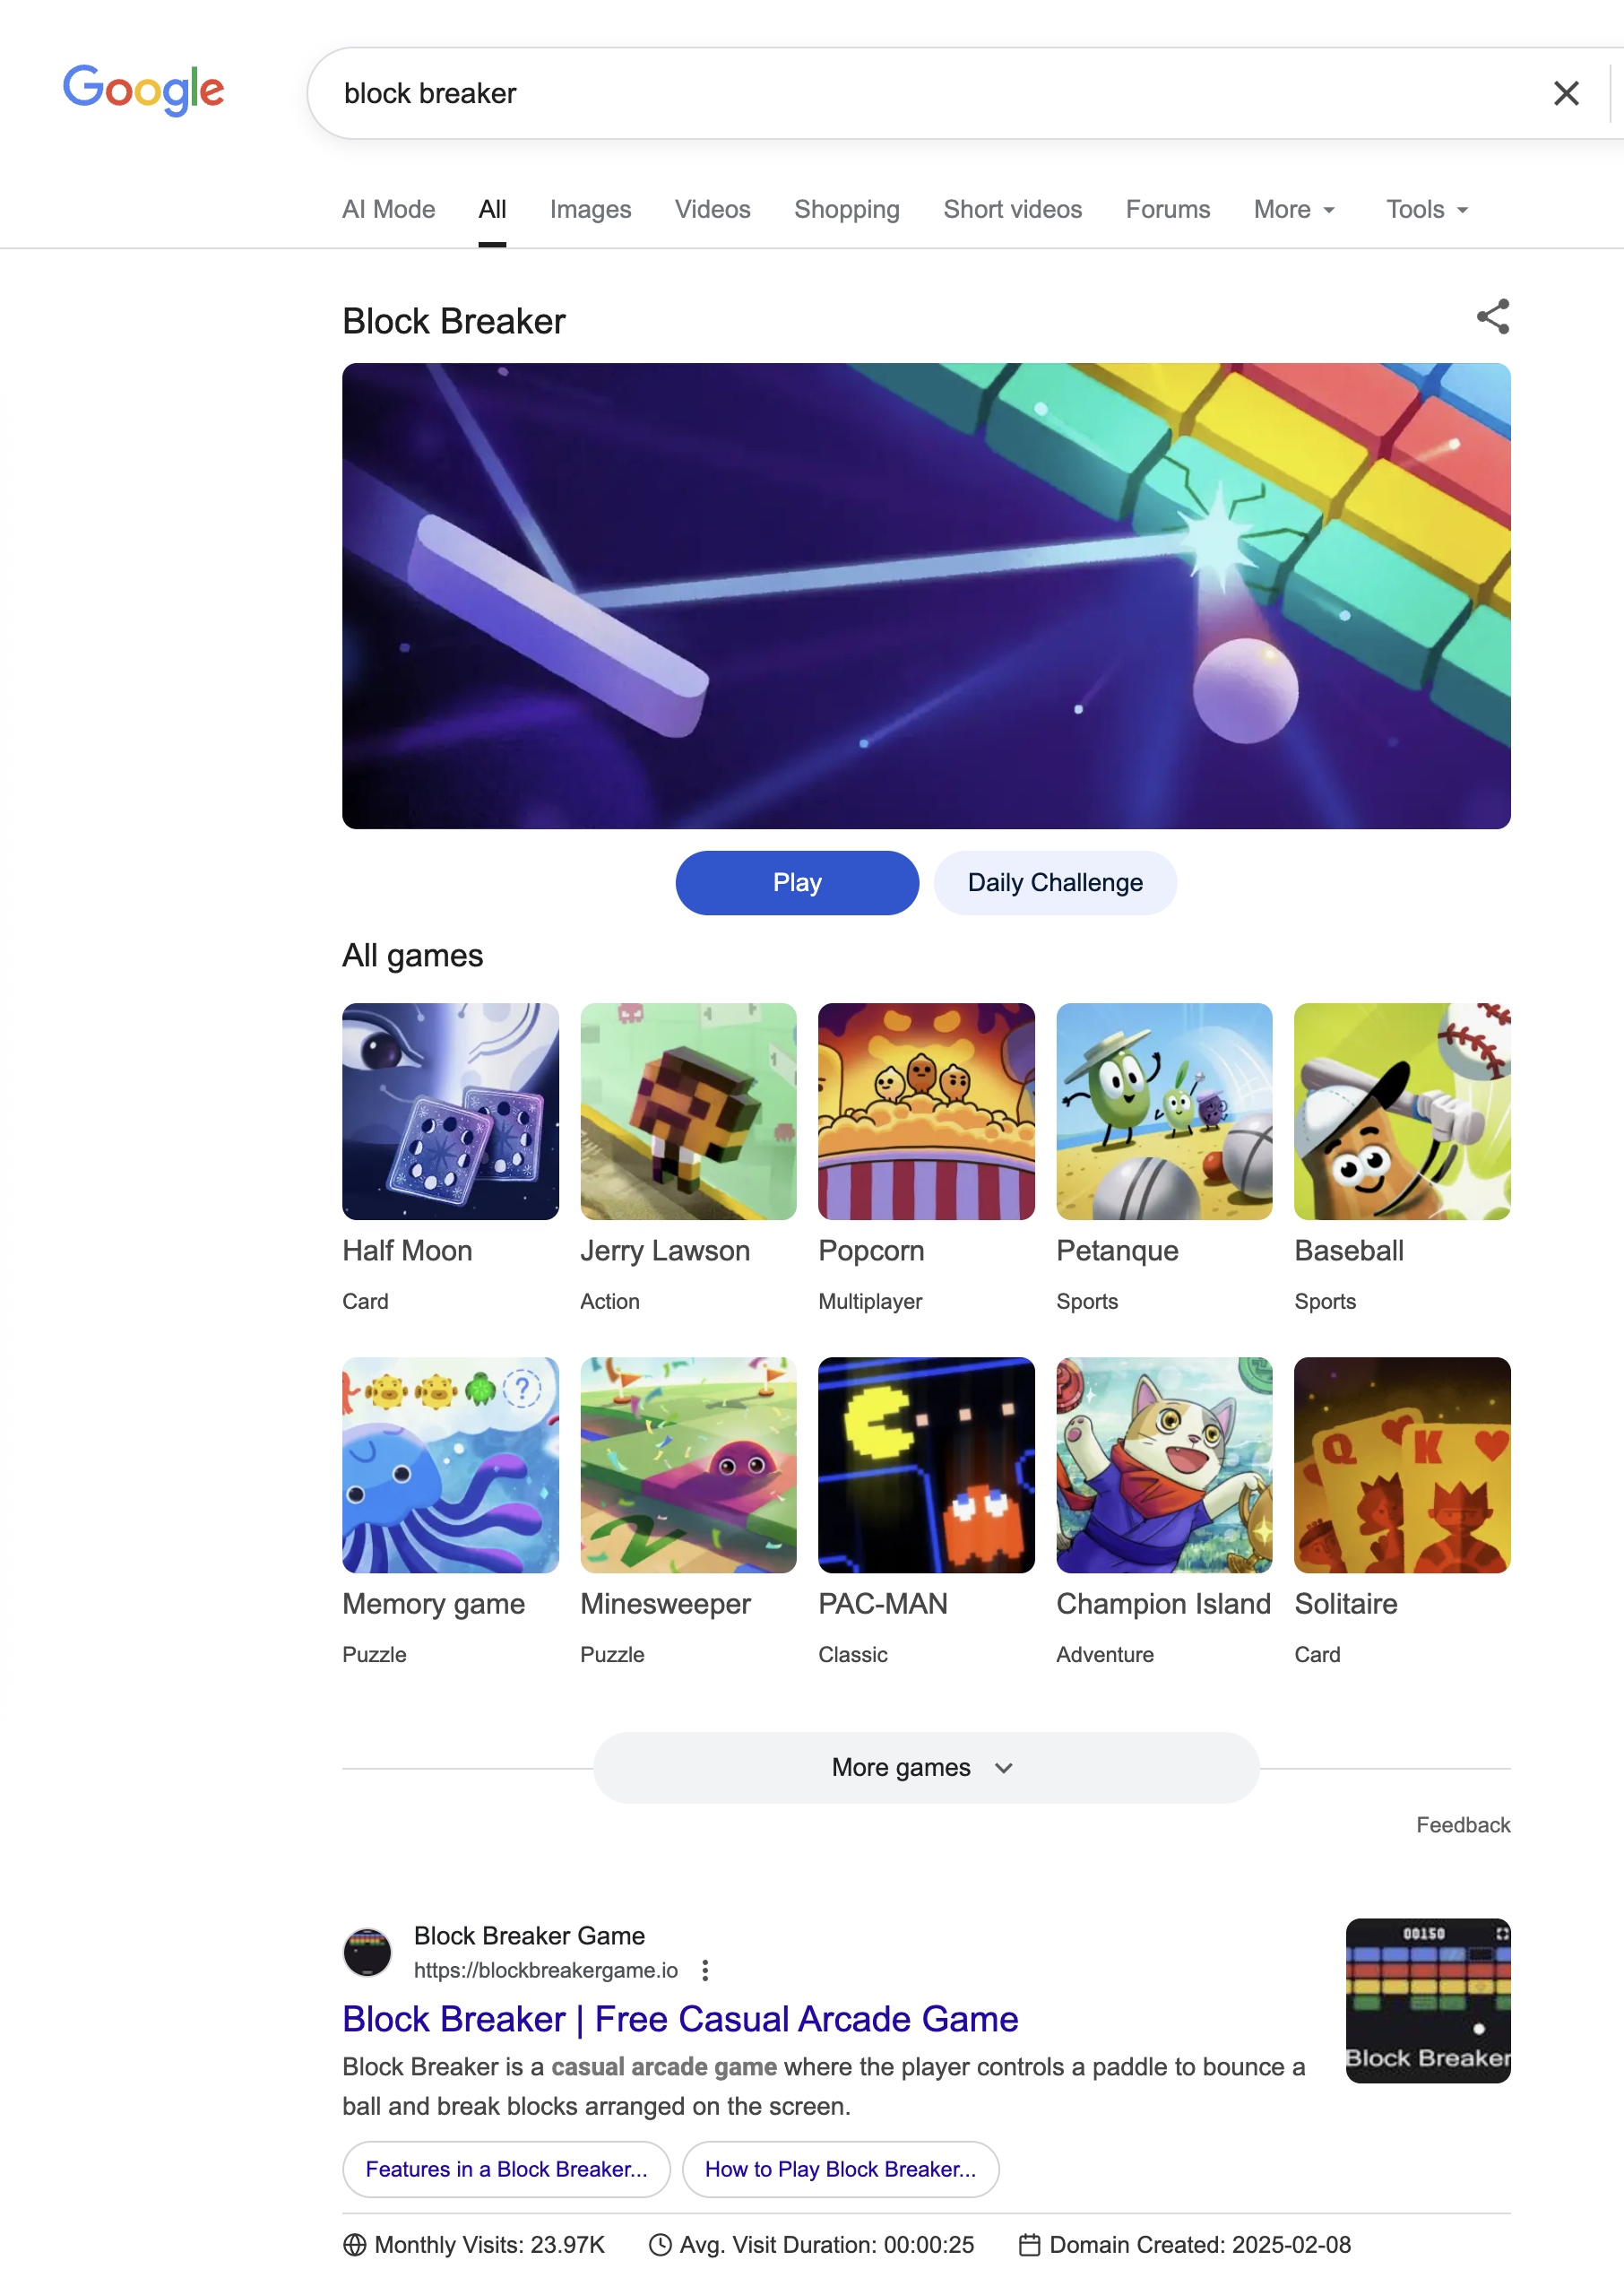 Google
block breaker
AI Mode
All
Images
Videos
Shopping
Short videos
Forums
More
Tools
Block Breaker
Play
Daily Challenge
All games
Half Moon
Card
Jerry Lawson
Action
Popcorn
Multiplayer
Petanque
Sports
Baseball
Sports
?
2
Q
K
Memory game
Puzzle
Minesweeper
Puzzle
PAC-MAN
Classic
Champion Island
Adventure
Solitaire
Card
More games
Feedback
Block Breaker Game
https://blockbreakergame.io
Block Breaker | Free Casual Arcade Game
Block Breaker is a casual arcade game where the player controls a paddle to bounce a
ball and break blocks arranged on the screen.
00150
Block Breaker
Features in a Block Breaker...
How to Play Block Breaker...
Monthly Visits: 23.97K
Avg. Visit Duration: 00:00:25
Domain Created: 2025-02-08